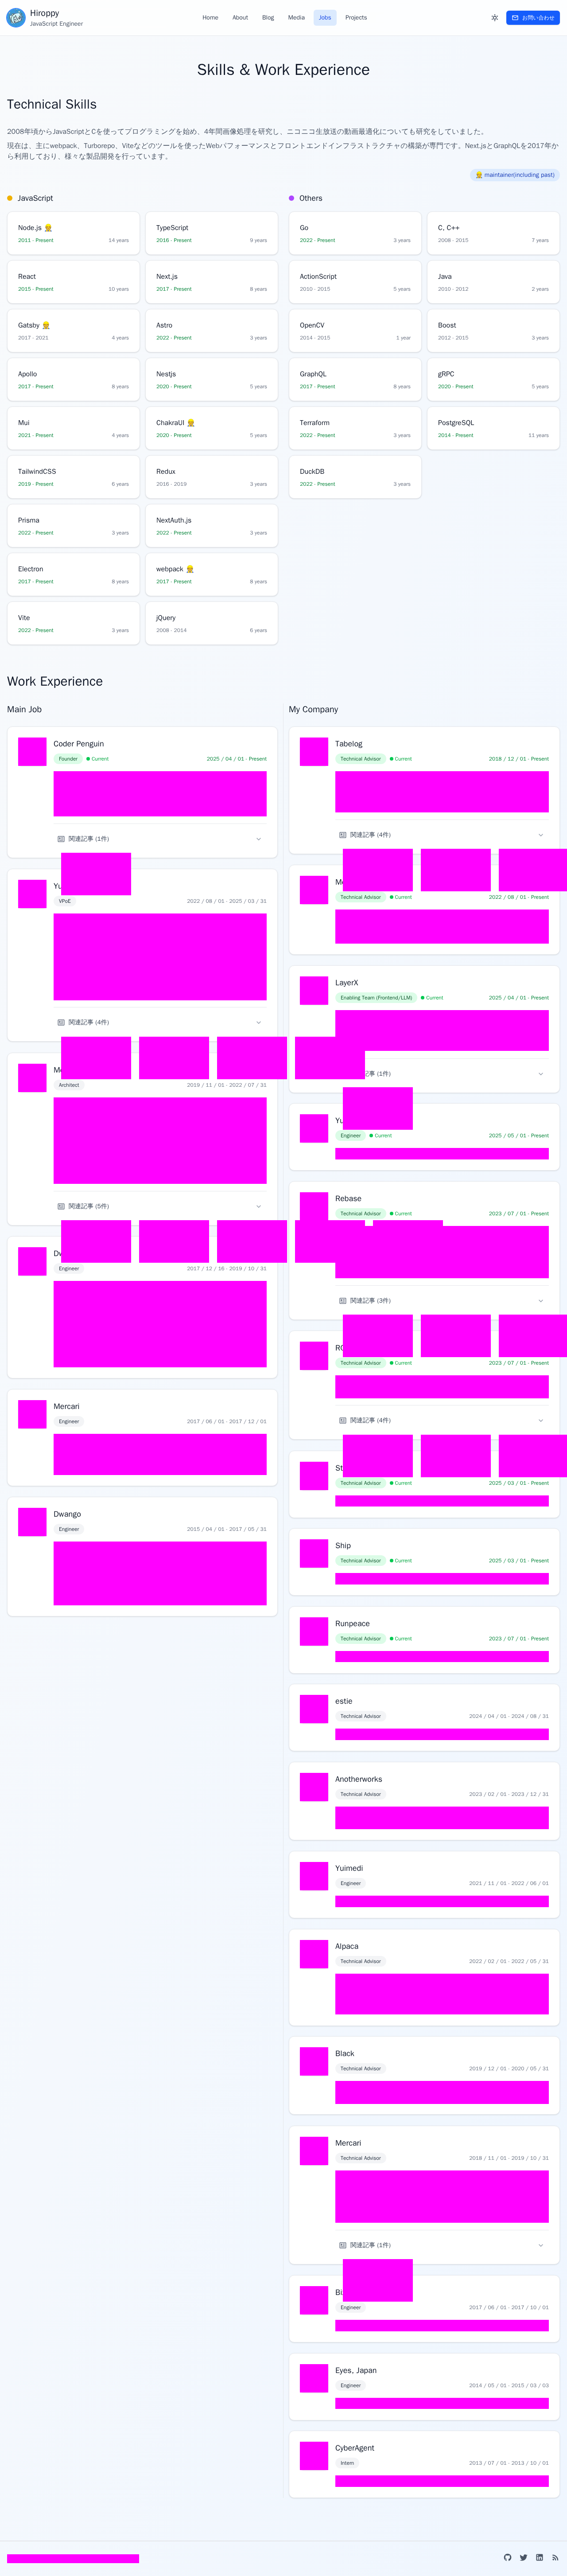 Hiroppy
JavaScript Engineer
Home
About
Blog
Media
Jobs
Projects
お問い合わせ
Skills & Work Experience
Technical Skills
2008年頃からJavaScriptとCを使ってプログラミングを始め、4年間画像処理を研究し、ニコニコ生放送の動画最適化についても研究をしていました。
現在は、主にwebpack、Turborepo、Viteなどのツールを使ったWebパフォーマンスとフロントエンドインフラストラクチャの構築が専門です。Next.jsとGraphQLを2017年か
ら利用しており、様々な製品開発を行っています。
👷 maintainer(including past)
JavaScript
Node.js 👷
2011 - Present 14 years
TypeScript
2016 - Present 9 years
React
2015 - Present 10 years
Next.js
2017 - Present 8 years
Gatsby 👷
2017 - 2021 4 years
Astro
2022 - Present 3 years
Apollo
2017 - Present 8 years
Nestjs
2020 - Present 5 years
Mui
2021 - Present 4 years
ChakraUI 👷
2020 - Present 5 years
TailwindCSS
2019 - Present 6 years
Redux
2016 - 2019 3 years
Prisma
2022 - Present 3 years
NextAuth.js
2022 - Present 3 years
Electron
2017 - Present 8 years
webpack 👷
2017 - Present 8 years
Vite
2022 - Present 3 years
jQuery
2008 - 2014 6 years
Others
Go
2022 - Present 3 years
C, C++
2008 - 2015 7 years
ActionScript
2010 - 2015 5 years
Java
2010 - 2012 2 years
OpenCV
2014 - 2015 1 year
Boost
2012 - 2015 3 years
GraphQL
2017 - Present 8 years
gRPC
2020 - Present 5 years
Terraform
2022 - Present 3 years
PostgreSQL
2014 - Present 11 years
DuckDB
2022 - Present 3 years
Work Experience
Main Job
Coder Penguin
Founder Current 2025 / 04 / 01 - Present
関連記事 (1件)
VPoE 2022 / 08 / 01 - 2025 / 03 / 31
関連記事 (4件)
Architect 2019 / 11 / 01 - 2022 / 07 / 31
関連記事 (5件)
Engineer 2017 / 12 / 16 - 2019 / 10 / 31
Mercari
Engineer 2017 / 06 / 01 - 2017 / 12 / 01
Dwango
Engineer 2015 / 04 / 01 - 2017 / 05 / 31
My Company
Tabelog
Technical Advisor Current 2018 / 12 / 01 - Present
関連記事 (4件)
Technical Advisor Current 2022 / 08 / 01 - Present
LayerX
Enabling Team (Frontend/LLM) Current 2025 / 04 / 01 - Present
記事 (1件)
Engineer Current 2025 / 05 / 01 - Present
Rebase
Technical Advisor Current 2023 / 07 / 01 - Present
関連記事 (3件)
Technical Advisor Current 2023 / 07 / 01 - Present
関連記事 (4件)
Technical Advisor Current 2025 / 03 / 01 - Present
Ship
Technical Advisor Current 2025 / 03 / 01 - Present
Runpeace
Technical Advisor Current 2023 / 07 / 01 - Present
estie
Technical Advisor 2024 / 04 / 01 - 2024 / 08 / 31
Anotherworks
Technical Advisor 2023 / 02 / 01 - 2023 / 12 / 31
Yuimedi
Engineer 2021 / 11 / 01 - 2022 / 06 / 01
Alpaca
Technical Advisor 2022 / 02 / 01 - 2022 / 05 / 31
Black
Technical Advisor 2019 / 12 / 01 - 2020 / 05 / 31
Mercari
Technical Advisor 2018 / 11 / 01 - 2019 / 10 / 31
関連記事 (1件)
Engineer 2017 / 06 / 01 - 2017 / 10 / 01
Eyes, Japan
Engineer 2014 / 05 / 01 - 2015 / 03 / 03
CyberAgent
Intern 2013 / 07 / 01 - 2013 / 10 / 01